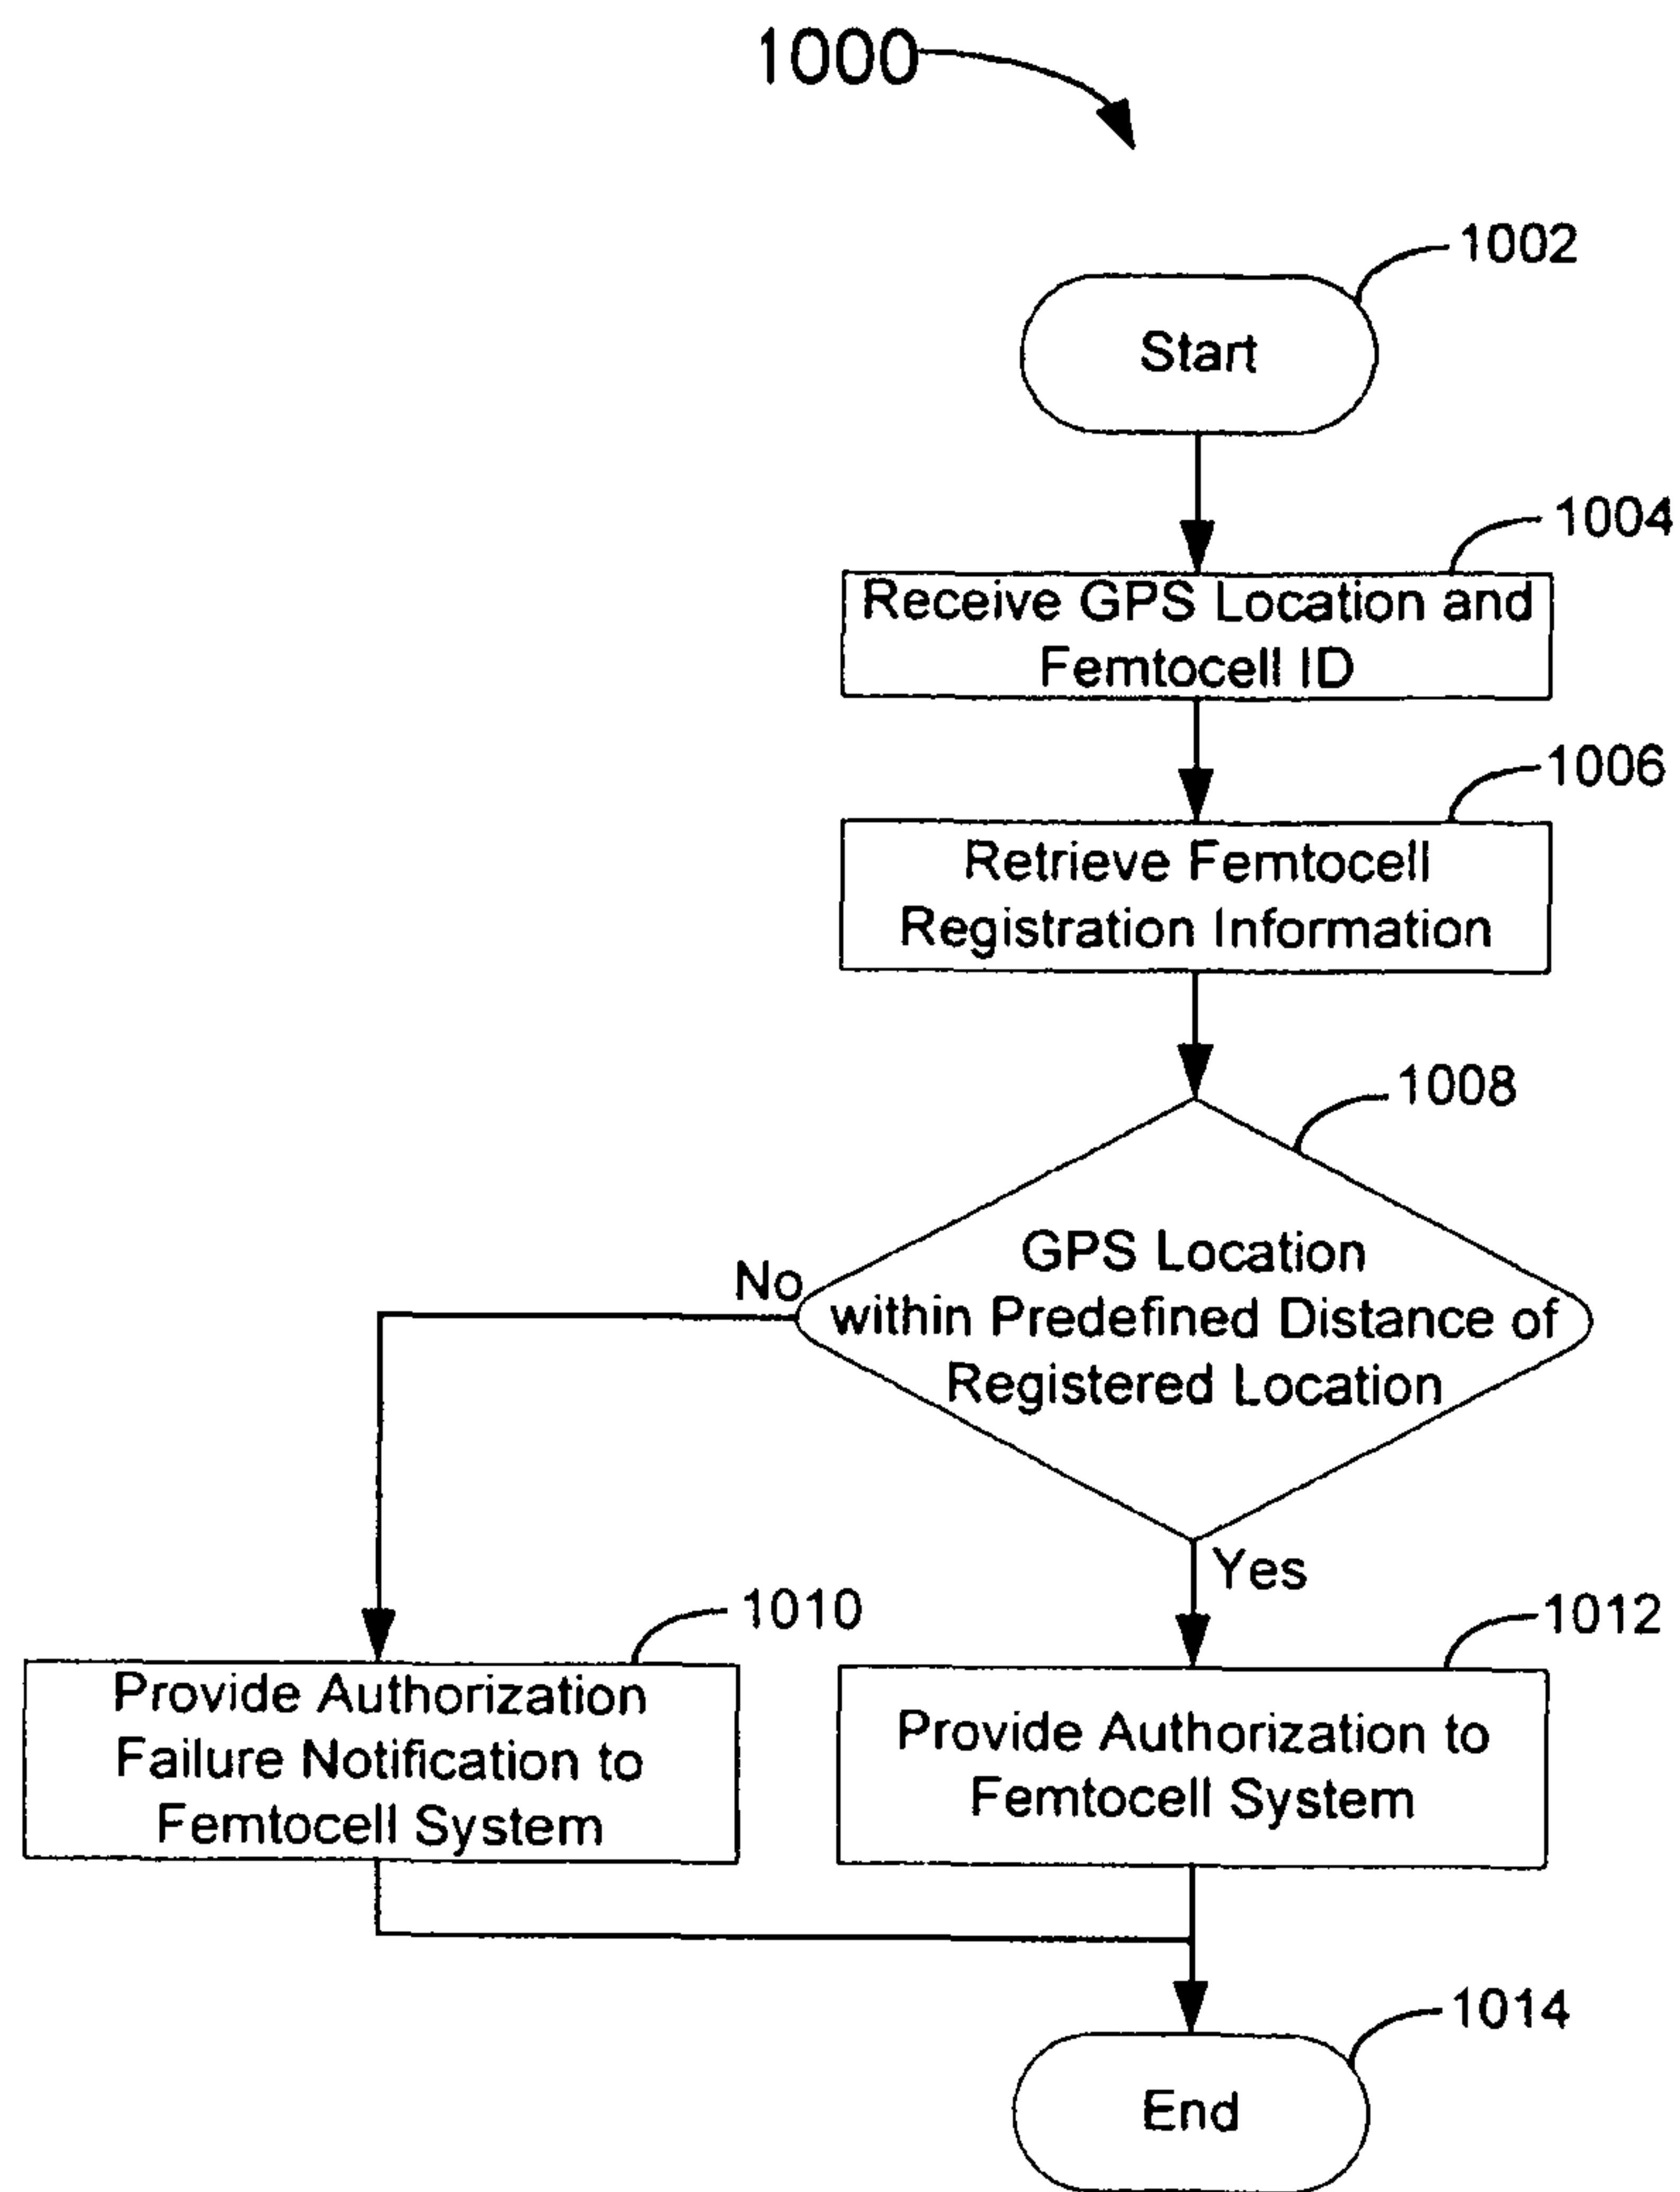 1000
1002
Start
1004
Receive GPS Location and
Femtocell ID
1006
Retrieve Femtocell
Registration Information
1008
GPS Location
within Predefined Distance of
Registered Location
No
Yes
1010
Provide Authorization
Failure Notification to
Femtocell System
1012
Provide Authorization to
Femtocell System
1014
End